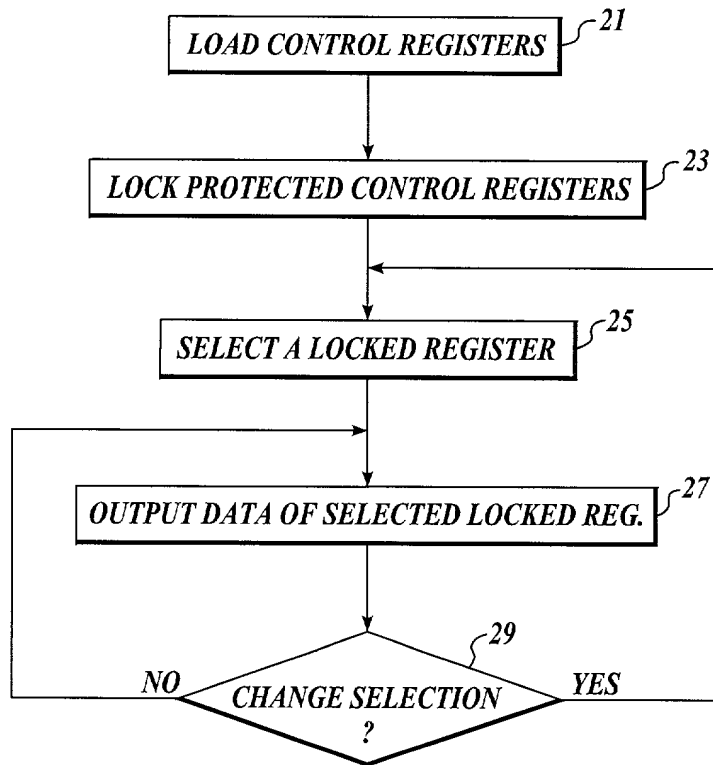 LOAD CONTROL REGISTERS
21
LOCK PROTECTED CONTROL REGISTERS
23
SELECT A LOCKED REGISTER
25
OUTPUT DATA OF SELECTED LOCKED REG.
27
29
NO
CHANGE SELECTION
?
YES